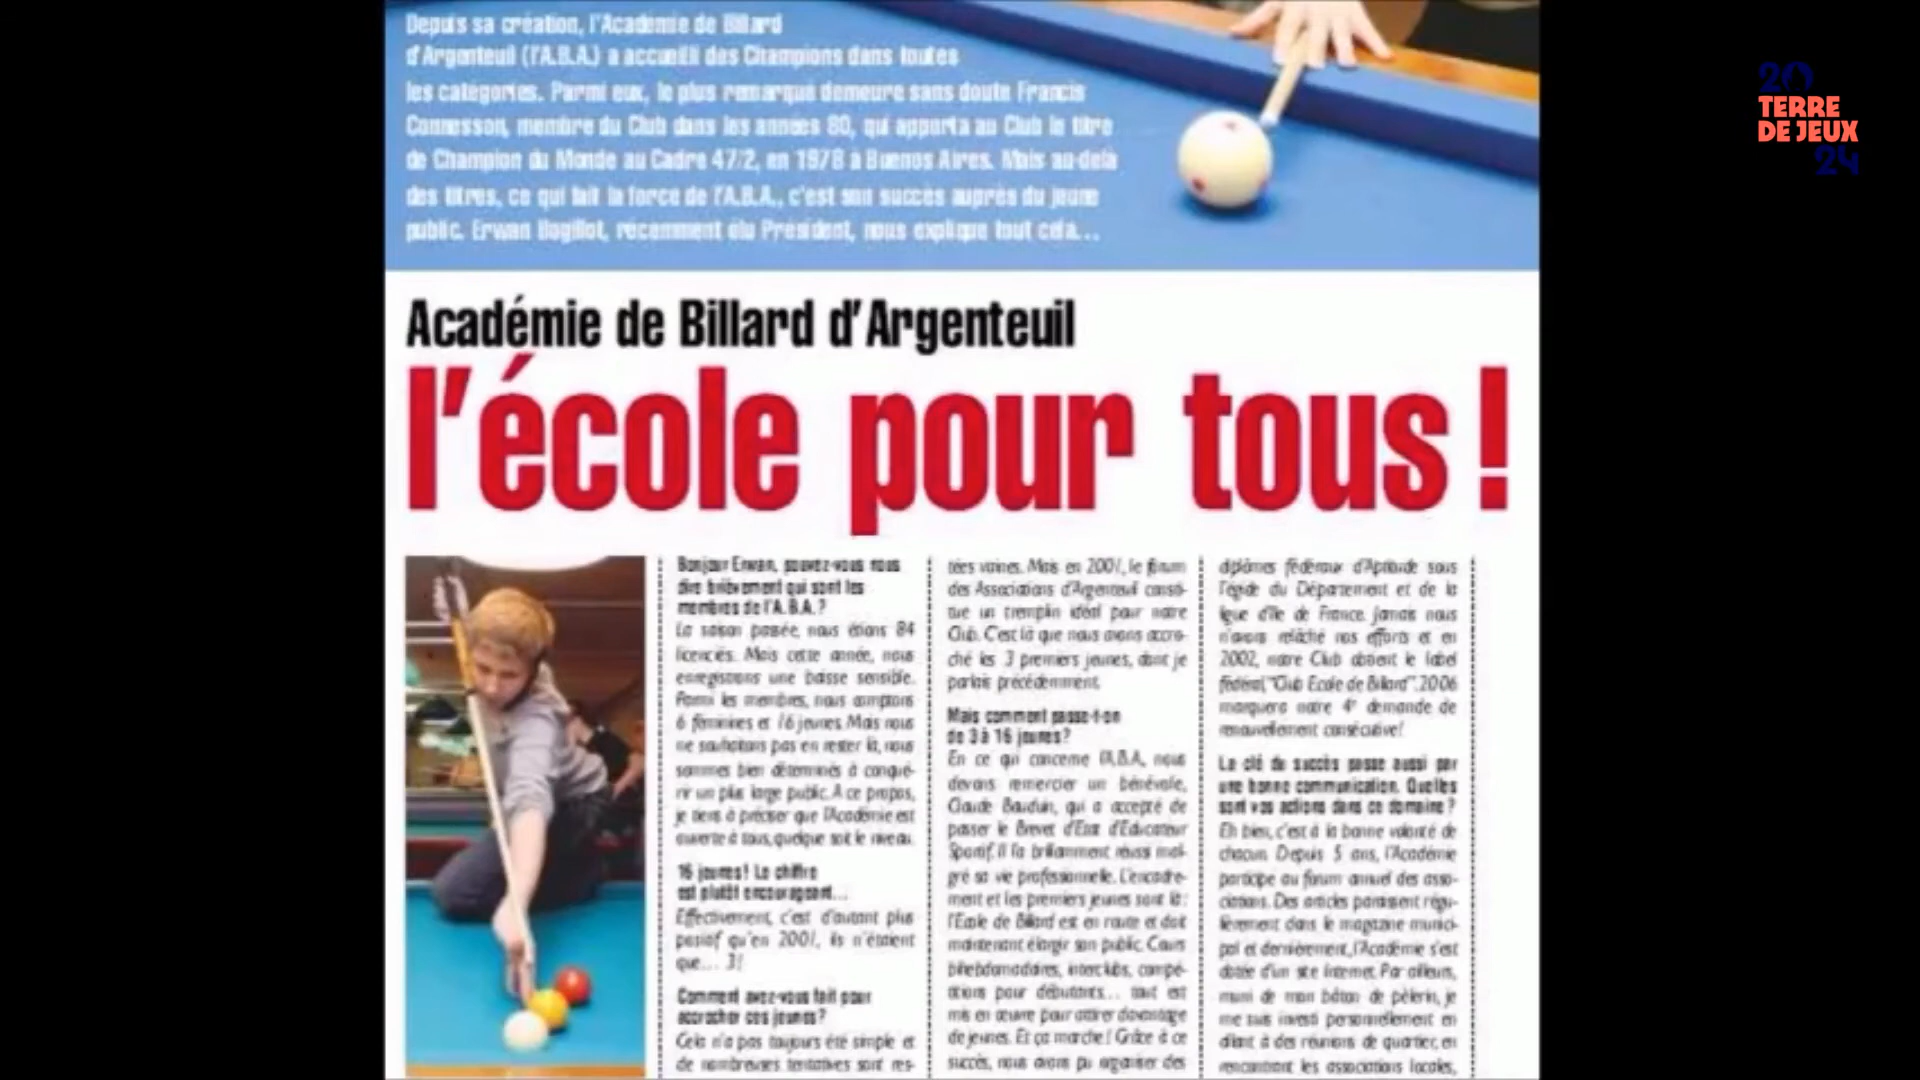 Depuis sa création, l'Académie de Billard
d'Argenteuil (l'A.B.A.) a accueilli des Champions dans toutes
les catégories. Parmi eux, le plus remarqué demeure sans doute Francis
Connesson, membre du Club dans les années 80, qui apporta au Club le titre
de Champion du Monde au Cadre 47/2, en 1978 à Buenos Aires. Mais au-delà
des titres, ce qui fait la force de l'A.B.A., c'est son succès auprès du jeune
public. Erwan Bogillot, récemment élu Président, nous explique tout cela...
20
TERRE
DE JEUX
24
Académie de Billard d'Argenteuil
l'école pour tous !
Bonjour Erwan, pouvez-vous nous
dire brièvement qui sont les
membres de l'A.B.A.?
La saison passée, nous étions 84
licenciés. Mais cette année, nous
enregistrons une baisse sensible.
Parmi les membres, nous comptons
6 féminines et 16 jeunes. Mais nous
ne souhaitons pas en rester là, nous
sommes bien déterminés à conqué-
rir un plus large public. A ce propos,
je tiens à préciser que l'Académie est
ouverte à tous, quelque soit le niveau.
16 jeunes! Le chiffre
est plutôt encourageant...
Effectivement, c'est d'autant plus
positif qu'en 2001, ils n'étaient
que... 3!
Comment avez-vous fait pour
accrocher ces jeunes?
Cela n'a pas toujours été simple et
de nombreuses tentatives sont res-
tées vaines. Mais en 2001, le forum
des Associations d'Argenteuil consti-
tue un tremplin idéal pour notre
Club. C'est là que nous avons accro-
ché les 3 premiers jeunes, dont je
parlais précédemment.
Mais comment passe-t-on
de 3 à 16 jeunes?
En ce qui concerne l'A.B.A., nous
devons remercier un bénévole,
Claude Bauduin, qui a accepté de
passer le Brevet d'Etat d'Educateur
Sportif. Il l'a brillamment réussi mal-
gré sa vie professionnelle. L'encadre-
ment et les premiers jeunes sont là :
l'Ecole de Billard est en route et doit
maintenant élargir son public. Cours
bihebdomadaires, interclubs, compé-
titions pour débutants... tout est
mis en œuvre pour attirer davantage
de jeunes. Et ça marche! Grâce à ce
succès, nous avons pu organiser des
diplômes fédéraux d'Aptitude sous
l'égide du Département et de la
ligue d'Ile de France. Jamais nous
n'avons relâché nos efforts et en
2002, notre Club obtient le label
fédéral, "Club Ecole de Billard". 2006
marquera notre 4e demande de
renouvellement consécutive!
La clé du succès passe aussi par
une bonne communication. Quelles
sont vos actions dans ce domaine?
Eh bien, c'est à la bonne volonté de
chacun. Depuis 5 ans, l'Académie
participe au forum annuel des asso-
ciations. Des articles paraissent régu-
lièrement dans le magazine munici-
pal et dernièrement, l'Académie s'est
dotée d'un site Internet. Par ailleurs,
muni de mon bâton de pèlerin, je
me suis investi personnellement en
allant à des réunions de quartier, en
rencontrant les associations locales,